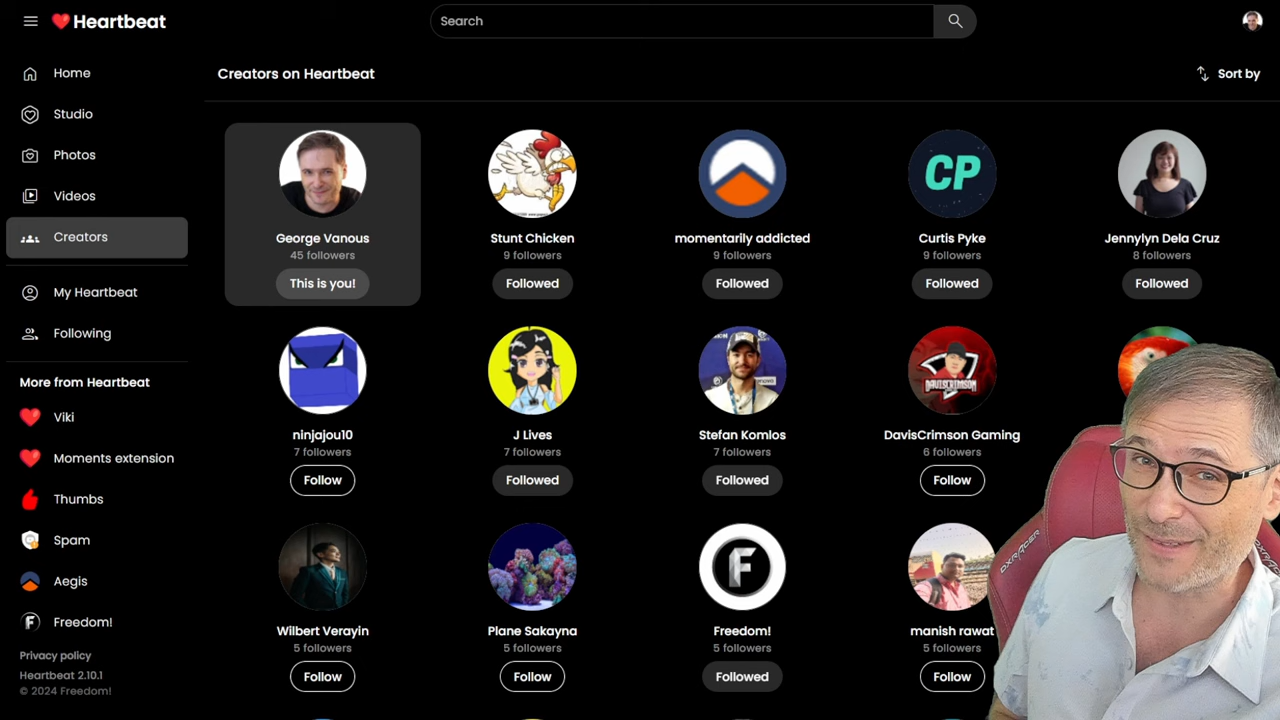 Heartbeat
Search
Home
Studio
Photos
Videos
Creators
My Heartbeat
Following
More from Heartbeat
Viki
Moments extension
Thumbs
Spam
Aegis
Freedom!
Privacy policy
Heartbeat 2.10.1
© 2024 Freedom!
Creators on Heartbeat
Sort by
George Vanous
45 followers
This is you!
Stunt Chicken
9 followers
Followed
momentarily addicted
9 followers
Followed
CP
Curtis Pyke
9 followers
Followed
Jennylyn Dela Cruz
8 followers
Followed
ninjajou10
7 followers
Follow
J Lives
7 followers
Followed
Stefan Komlos
7 followers
Followed
DAVISCRIMSON
DavisCrimson Gaming
6 followers
Follow
Wilbert Verayin
5 followers
Follow
Plane Sakayna
5 followers
Follow
F
Freedom!
5 followers
Followed
manish rawat
5 followers
Follow
DXRACER